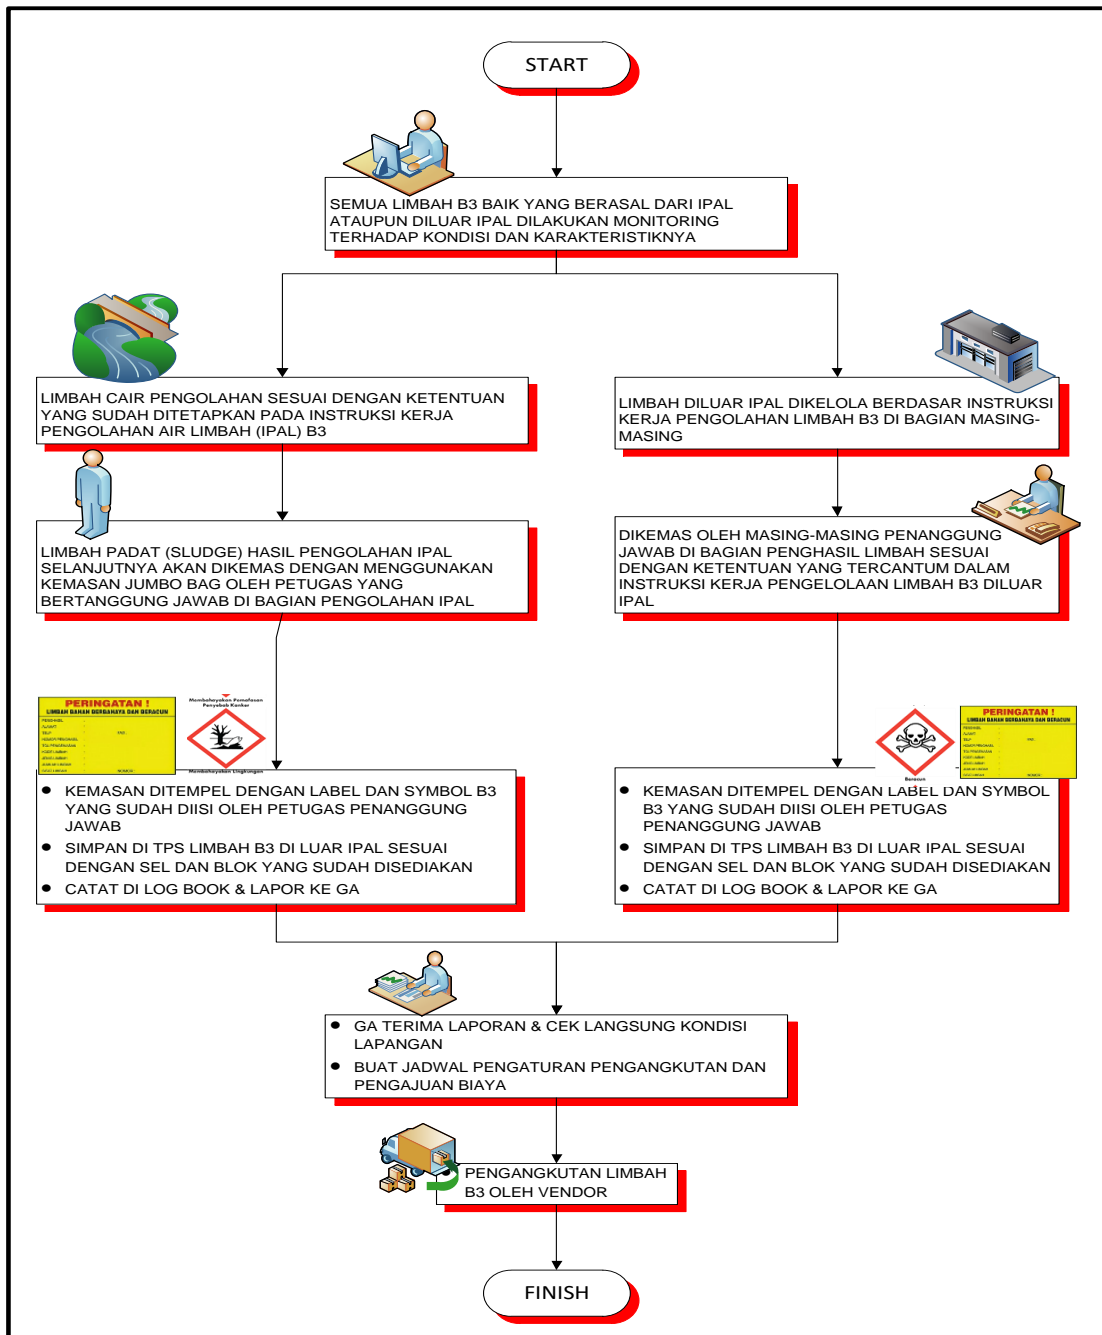 START
SEMUA LIMBAH B3 BAIK YANG BERASAL DARI IPAL
ATAUPUN DILUAR IPAL DILAKUKAN MONITORING
TERHADAP KONDISI DAN KARAKTERISTIKNYA
LIMBAH CAIR PENGOLAHAN SESUAI DENGAN KETENTUAN
YANG SUDAH DITETAPKAN PADA INSTRUKSI KERJA
PENGOLAHAN AIR LIMBAH (IPAL) B3
LIMBAH DILUAR IPAL DIKELOLA BERDASAR INSTRUKSI
KERJA PENGOLAHAN LIMBAH B3 DI BAGIAN MASING-
MASING
LIMBAH PADAT (SLUDGE) HASIL PENGOLAHAN IPAL
SELANJUTNYA AKAN DIKEMAS DENGAN MENGGUNAKAN
KEMASAN JUMBO BAG OLEH PETUGAS YANG
BERTANGGUNG JAWAB DI BAGIAN PENGOLAHAN IPAL
DIKEMAS OLEH MASING-MASING PENANGGUNG
JAWAB DI BAGIAN PENGHASIL LIMBAH SESUAI
DENGAN KETENTUAN YANG TERCANTUM DALAM
INSTRUKSI KERJA PENGELOLAAN LIMBAH B3 DILUAR
IPAL
PERINGATAN !
LIMBAH BAHAN BERBAHAYA DAN BERACUN
Membahayakan Pernafasan
Penyebab Kanker
Membahayakan Lingkungan
Beracun
PERINGATAN !
LIMBAH BAHAN BERBAHAYA DAN BERACUN
● KEMASAN DITEMPEL DENGAN LABEL DAN SYMBOL B3
YANG SUDAH DIISI OLEH PETUGAS PENANGGUNG
JAWAB
● SIMPAN DI TPS LIMBAH B3 DI LUAR IPAL SESUAI
DENGAN SEL DAN BLOK YANG SUDAH DISEDIAKAN
● CATAT DI LOG BOOK & LAPOR KE GA
● KEMASAN DITEMPEL DENGAN LABEL DAN SYMBOL
B3 YANG SUDAH DIISI OLEH PETUGAS
PENANGGUNG JAWAB
● SIMPAN DI TPS LIMBAH B3 DI LUAR IPAL SESUAI
DENGAN SEL DAN BLOK YANG SUDAH DISEDIAKAN
● CATAT DI LOG BOOK & LAPOR KE GA
● GA TERIMA LAPORAN & CEK LANGSUNG KONDISI
LAPANGAN
● BUAT JADWAL PENGATURAN PENGANGKUTAN DAN
PENGAJUAN BIAYA
PENGANGKUTAN LIMBAH
B3 OLEH VENDOR
FINISH